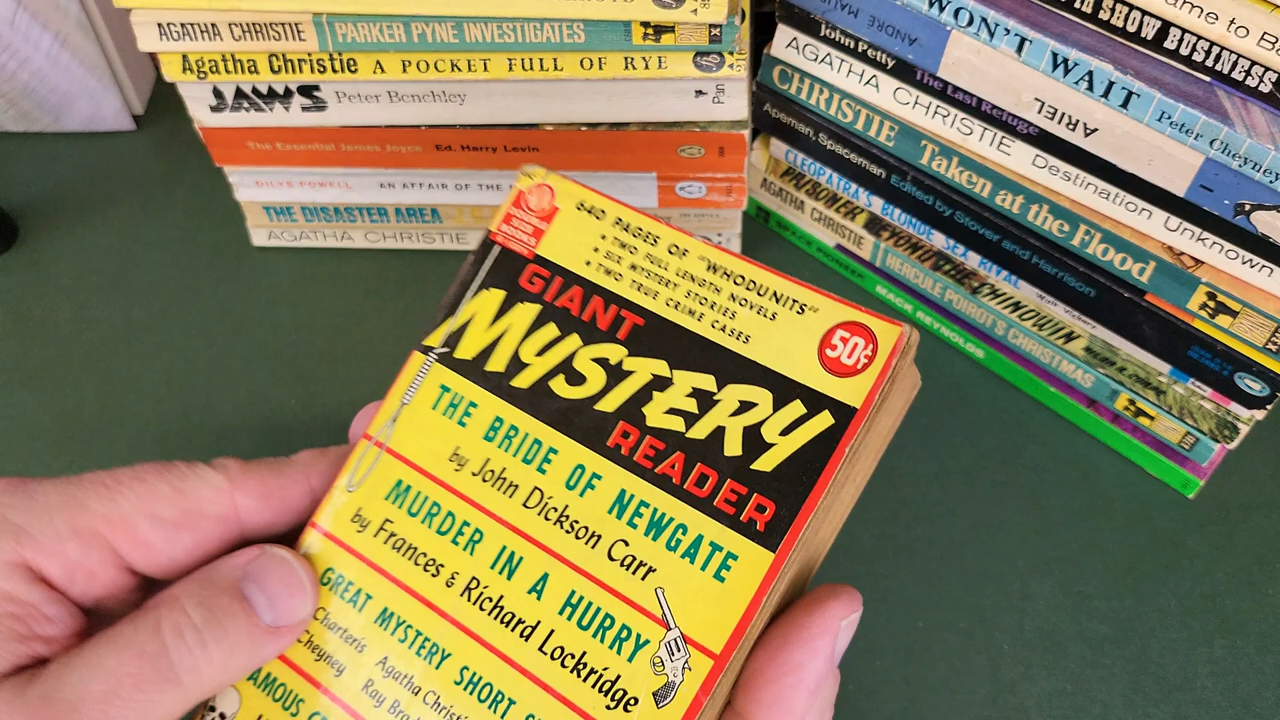 AGATHA CHRISTIE PARKER PYNE INVESTIGATES
Agatha Christie A POCKET FULL OF RYE
JAWS Peter Benchley Pan
The Essential James Joyce Ed. Harry Levin
DILYS POWELL AN AFFAIR OF THE
THE DISASTER AREA
AGATHA CHRISTIE
SHOW BUSINESS
WON'T WAIT Peter Cheyney
ANDRE
ARIEL
John Petty The Last Refuge
AGATHA CHRISTIE Destination Unknown
CHRISTIE Taken at the Flood
Apeman, Spaceman Edited by Stover and Harrison
CLEOPATRA'S BLONDE SEX RIVAL
PRISONER BEYOND THE CHINDWIN
AGATHA CHRISTIE HERCULE POIROT'S CHRISTMAS
SPACE PIONEER MACK REYNOLDS
640 PAGES OF "WHODUNITS"
• TWO FULL LENGTH NOVELS
• SIX MYSTERY STORIES
• TWO TRUE CRIME CASES
50¢
GIANT
MYSTERY
READER
THE BRIDE OF NEWGATE
by John Dickson Carr
MURDER IN A HURRY
by Frances & Richard Lockridge
GREAT MYSTERY SHORT
Charteris Agatha Christi
Cheyney Ray Bra
AMOUS